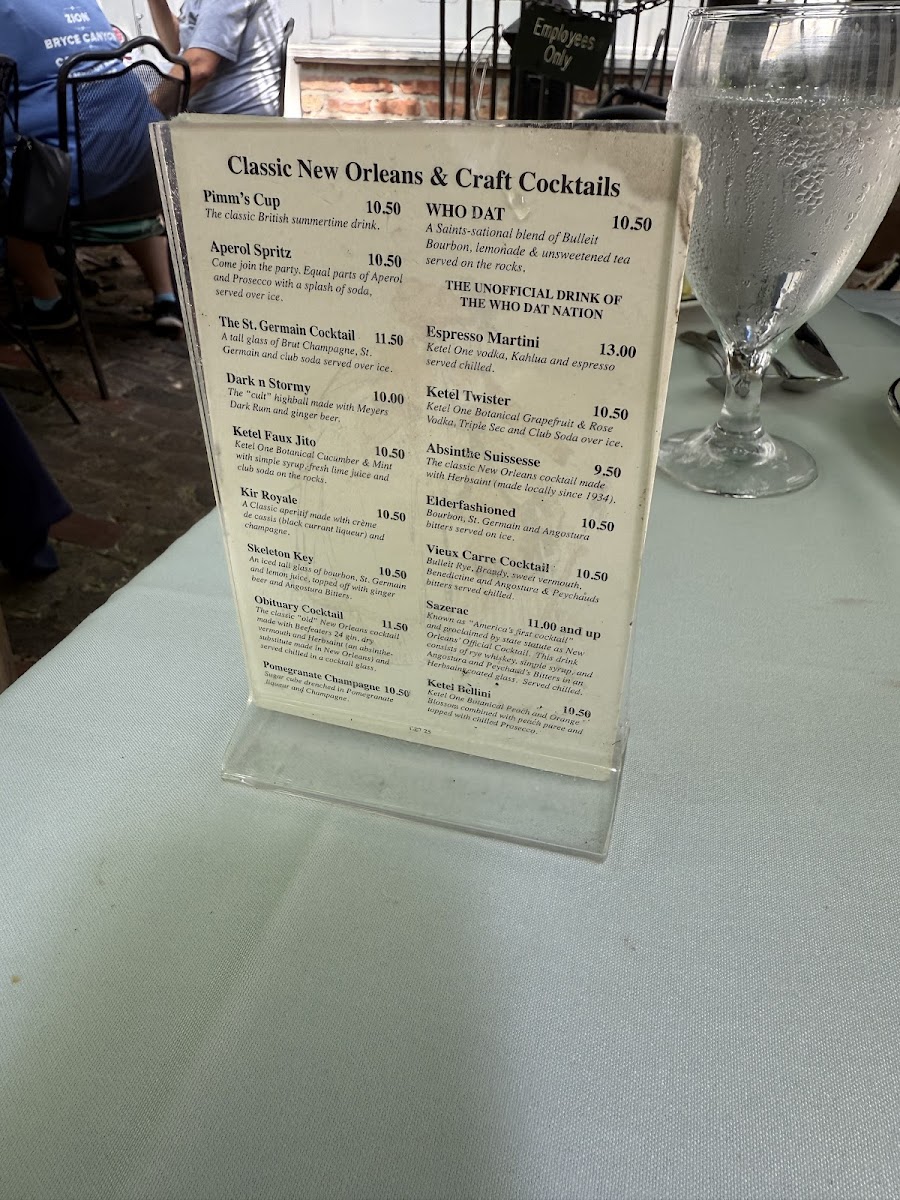 ZION
BRYCE CANYON
Employees
Only
Classic New Orleans & Craft Cocktails
Pimm's Cup 10.50
The classic British summertime drink.
Aperol Spritz 10.50
Come join the party. Equal parts of Aperol
and Prosecco with a splash of soda,
served over ice.
The St. Germain Cocktail 11.50
A tall glass of Brut Champagne, St.
Germain and club soda served over ice.
Dark n Stormy 10.00
The "cult" highball made with Meyers
Dark Rum and ginger beer.
Ketel Faux Jito 10.50
Ketel One Botanical Cucumber & Mint
with simple syrup, fresh lime juice and
club soda on the rocks.
Kir Royale 10.50
A Classic aperitif made with crème
de cassis (black currant liqueur) and
champagne.
Skeleton Key 10.50
An iced tall glass of bourbon, St. Germain
and lemon juice, topped off with ginger
beer and Angostura Bitters.
Obituary Cocktail 11.50
The classic "old" New Orleans cocktail
made with Beefeaters 24 gin, dry
vermouth and Herbsaint (an absinthe-
substitute made in New Orleans) and
served chilled in a cocktail glass.
Pomegranate Champagne 10.50
Sugar cube drenched in Pomegranate
liqueur and Champagne.
WHO DAT 10.50
A Saints-sational blend of Bulleit
Bourbon, lemonade & unsweetened tea
served on the rocks.
THE UNOFFICIAL DRINK OF
THE WHO DAT NATION
Espresso Martini 13.00
Ketel One vodka, Kahlua and espresso
served chilled.
Ketel Twister 10.50
Ketel One Botanical Grapefruit & Rose
Vodka, Triple Sec and Club Soda over ice.
Absinthe Suissesse 9.50
The classic New Orleans cocktail made
with Herbsaint (made locally since 1934).
Elderfashioned 10.50
Bourbon, St. Germain and Angostura
bitters served on ice.
Vieux Carre Cocktail 10.50
Bulleit Rye, Brandy, sweet vermouth,
Benedictine and Angostura & Peychauds
bitters served chilled.
Sazerac 11.00 and up
Known as "America's first cocktail"
and proclaimed by state statute as New
Orleans' Official Cocktail. This drink
consists of rye whiskey, simple syrup, and
Angostura and Peychaud's Bitters in an
Herbsaint coated glass. Served chilled.
Ketel Bellini 10.50
Ketel One Botanical Peach and Orange
Blossom combined with peach puree and
topped with chilled Prosecco.